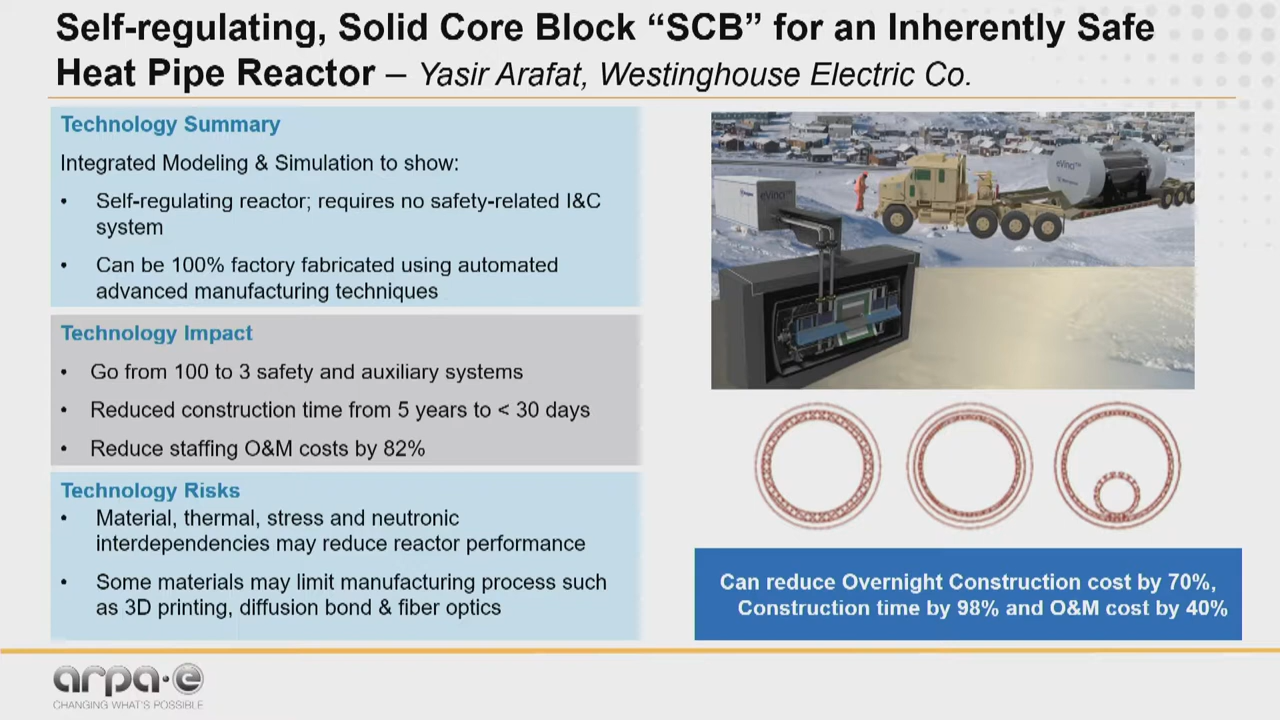 Self-regulating, Solid Core Block “SCB” for an Inherently Safe
Heat Pipe Reactor – Yasir Arafat, Westinghouse Electric Co.
Technology Summary
Integrated Modeling & Simulation to show:
• Self-regulating reactor; requires no safety-related I&C
system
• Can be 100% factory fabricated using automated
advanced manufacturing techniques
Technology Impact
• Go from 100 to 3 safety and auxiliary systems
• Reduced construction time from 5 years to < 30 days
• Reduce staffing O&M costs by 82%
Technology Risks
• Material, thermal, stress and neutronic
interdependencies may reduce reactor performance
• Some materials may limit manufacturing process such
as 3D printing, diffusion bond & fiber optics
eVinci™
eVinci™
Can reduce Overnight Construction cost by 70%,
Construction time by 98% and O&M cost by 40%
arpa·e
CHANGING WHAT'S POSSIBLE